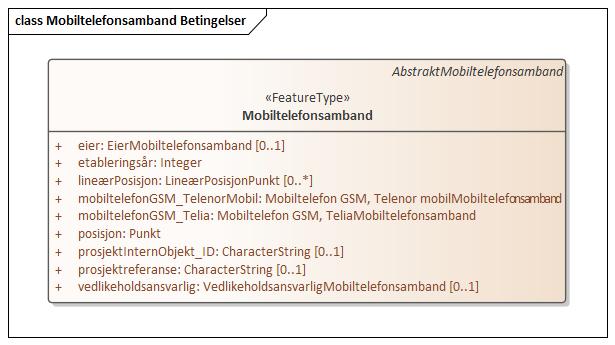 class Mobiltelefonsamband Betingelser
AbstraktMobiltelefonsamband
«FeatureType»
Mobiltelefonsamband
+ eier: EierMobiltelefonsamband [0..1]
+ etableringsår: Integer
+ lineærPosisjon: LineærPosisjonPunkt [0..*]
+ mobiltelefonGSM_TelenorMobil: Mobiltelefon GSM, Telenor mobilMobiltelefonsamband
+ mobiltelefonGSM_Telia: Mobiltelefon GSM, TeliaMobiltelefonsamband
+ posisjon: Punkt
+ prosjektInternObjekt_ID: CharacterString [0..1]
+ prosjektreferanse: CharacterString [0..1]
+ vedlikeholdsansvarlig: VedlikeholdsansvarligMobiltelefonsamband [0..1]